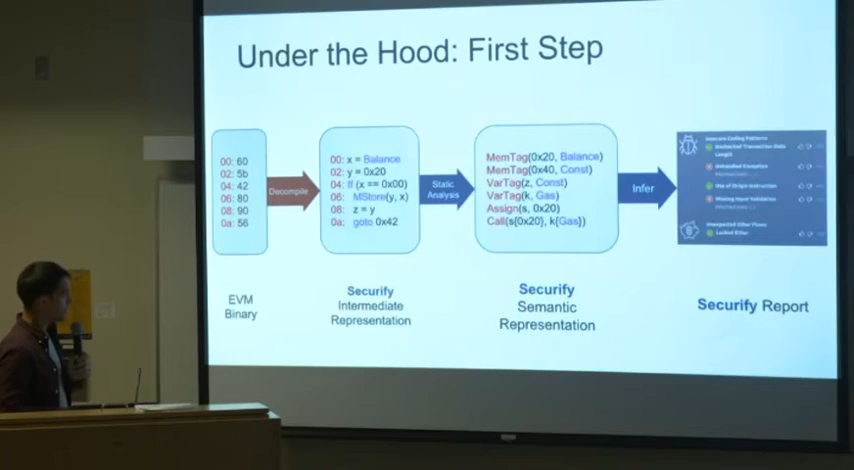 Under the Hood: First Step
00: 60
02: 5b
04: 42
06: 80
08: 90
0a: 56
Decompile
00: x = Balance
02: y = 0x20
04: If (x == 0x00)
06: MStore(y, x)
08: z = y
0a: goto 0x42
Static
Analysis
MemTag(0x20, Balance)
MemTag(0x40, Const)
VarTag(z, Const)
VarTag(k, Gas)
Assign(s, 0x20)
Call(s{0x20}, k{Gas})
Infer
Insecure Coding Patterns
Unchecked Transaction Data
Length
Unhandled Exception
Use of Origin Instruction
Missing Input Validation
Unexpected Ether Flows
Locked Ether
EVM
Binary
Securify
Intermediate
Representation
Securify
Semantic
Representation
Securify Report